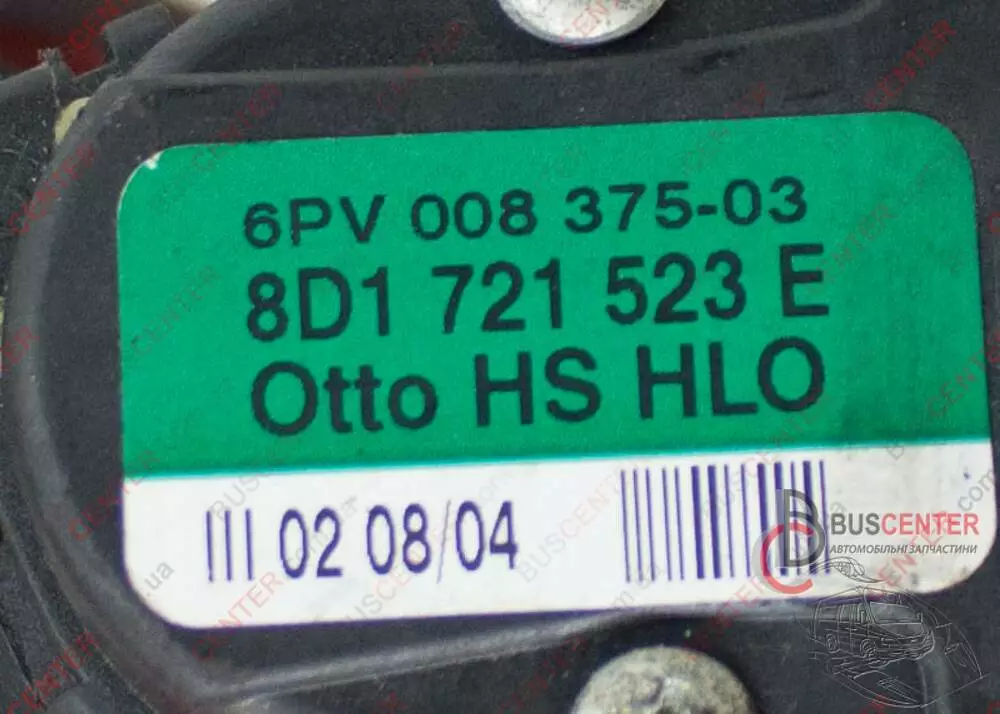 6PV 008 375-03
8D1 721 523 E
Otto HS HLO
III 02 08/04
BUSCENTER
АВТОМОБІЛЬНІ ЗАПЧАСТИНИ